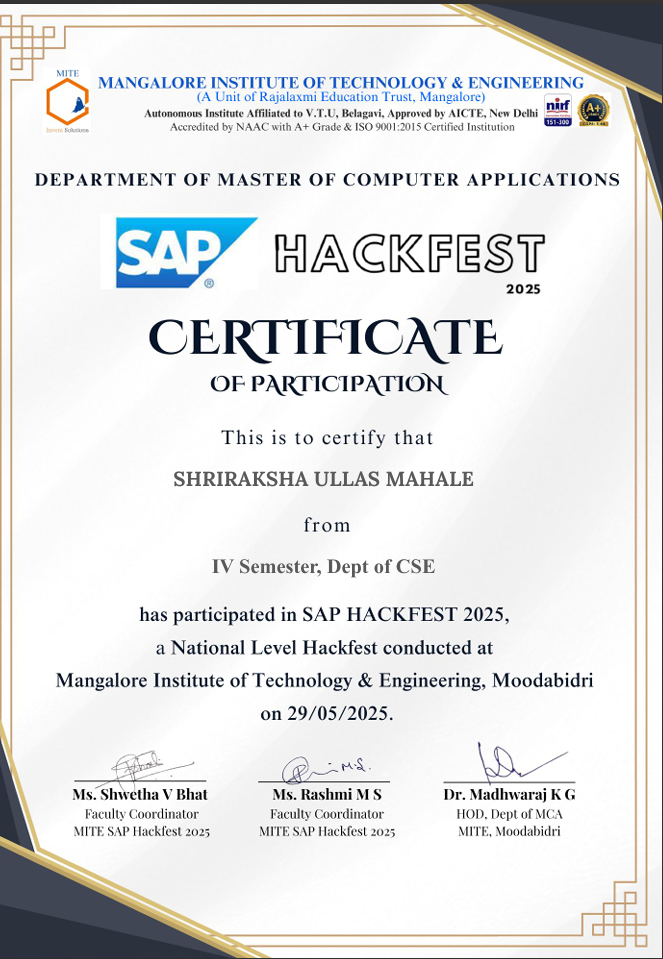 MITE
Invent Solutions
MANGALORE INSTITUTE OF TECHNOLOGY & ENGINEERING
(A Unit of Rajalaxmi Education Trust, Mangalore)
Autonomous Institute Affiliated to V.T.U, Belagavi, Approved by AICTE, New Delhi
Accredited by NAAC with A+ Grade & ISO 9001:2015 Certified Institution
nirf
151-300
A+
DEPARTMENT OF MASTER OF COMPUTER APPLICATIONS
SAP ®
HACKFEST
2025
CERTIFICATE
OF PARTICIPATION
This is to certify that
SHRIRAKSHA ULLAS MAHALE
from
IV Semester, Dept of CSE
has participated in SAP HACKFEST 2025,
a National Level Hackfest conducted at
Mangalore Institute of Technology & Engineering, Moodabidri
on 29/05/2025.
Ms. Shwetha V Bhat
Faculty Coordinator
MITE SAP Hackfest 2025
Ms. Rashmi M S
Faculty Coordinator
MITE SAP Hackfest 2025
Dr. Madhwaraj K G
HOD, Dept of MCA
MITE, Moodabidri